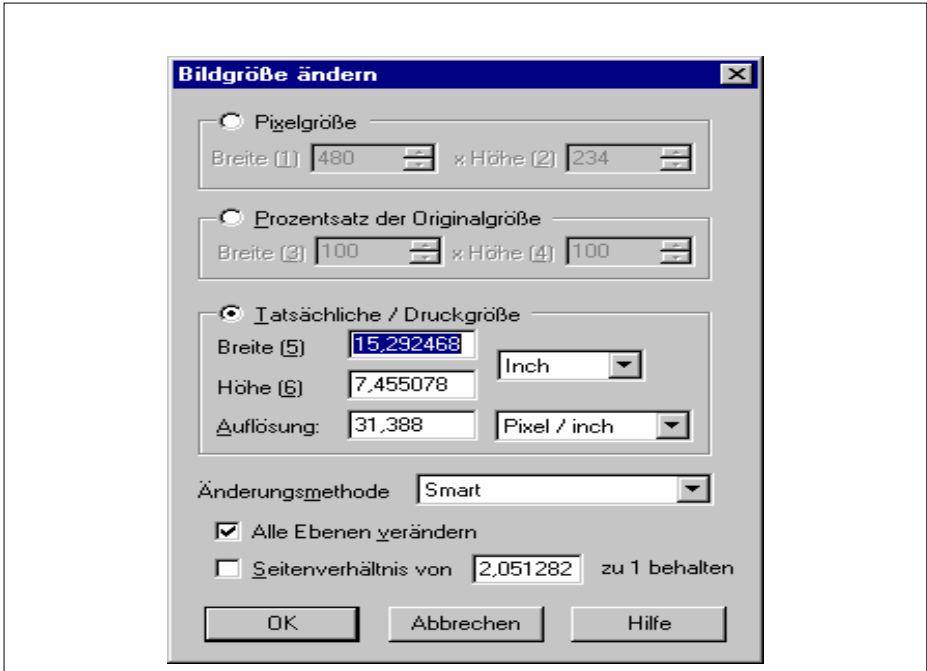 Bildgröße ändern
Pixelgröße
Breite (1) 480 x Höhe (2) 234
Prozentsatz der Originalgröße
Breite (3) 100 x Höhe (4) 100
Tatsächliche / Druckgröße
Breite (5) 15,292468 Inch
Höhe (6) 7,455078
Auflösung: 31,388 Pixel / inch
Änderungsmethode Smart
Alle Ebenen verändern
Seitenverhältnis von 2,051282 zu 1 behalten
OK Abbrechen Hilfe